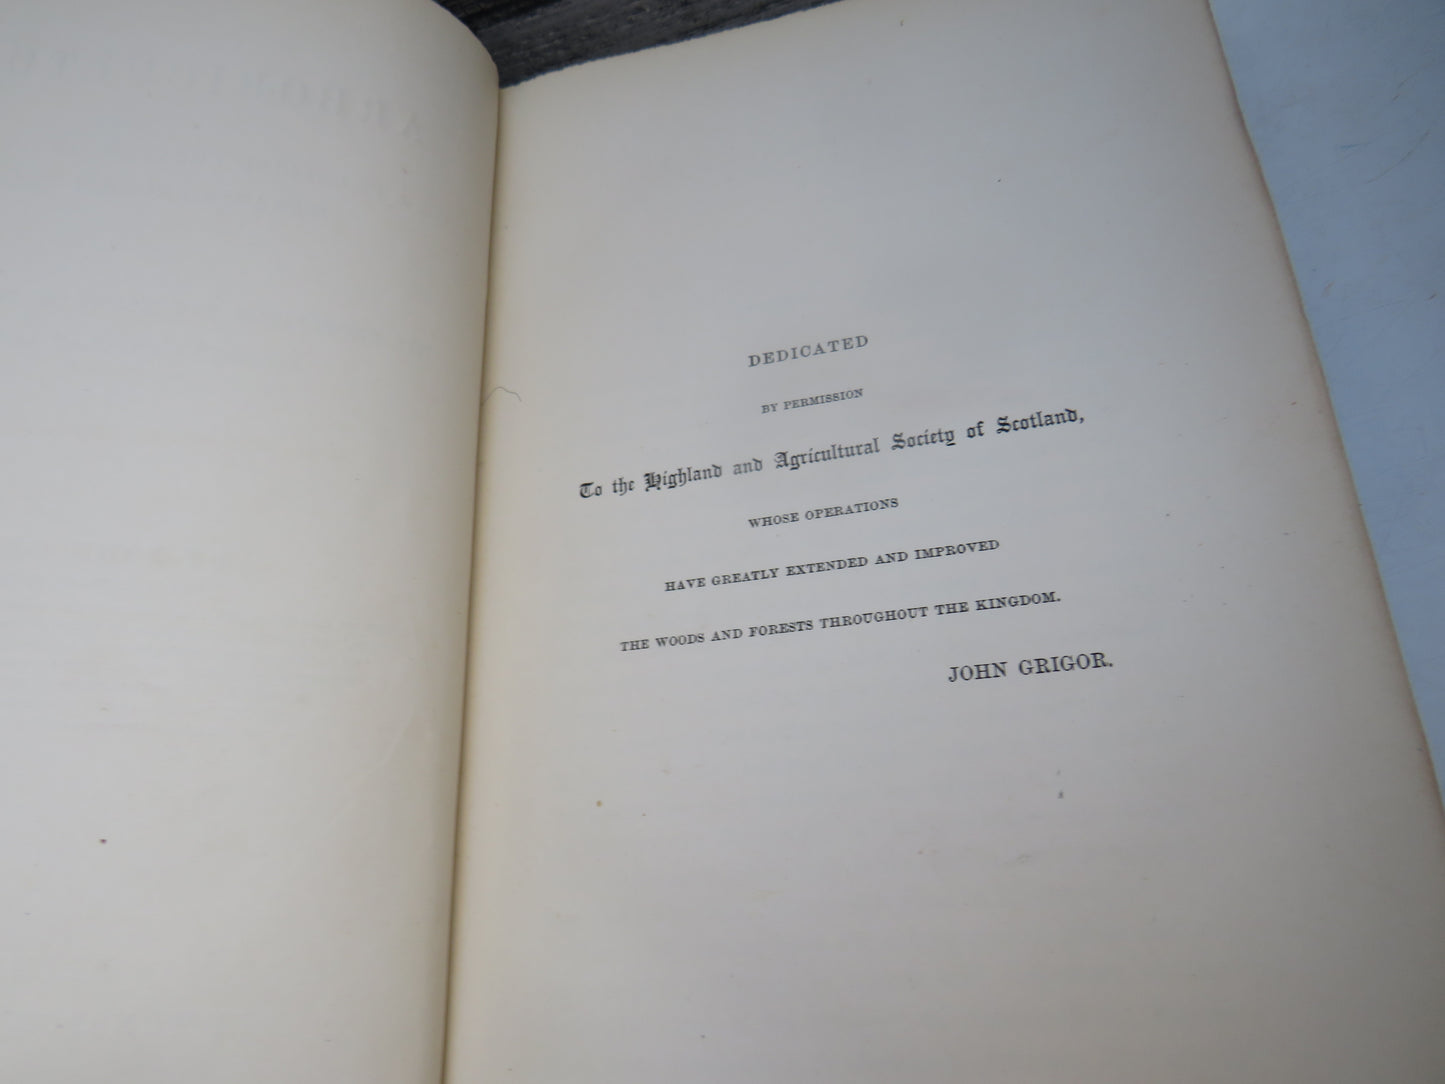 DEDICATED
BY PERMISSION
To the Highland and Agricultural Society of Scotland,
WHOSE OPERATIONS
HAVE GREATLY EXTENDED AND IMPROVED
THE WOODS AND FORESTS THROUGHOUT THE KINGDOM.
JOHN GRIGOR.